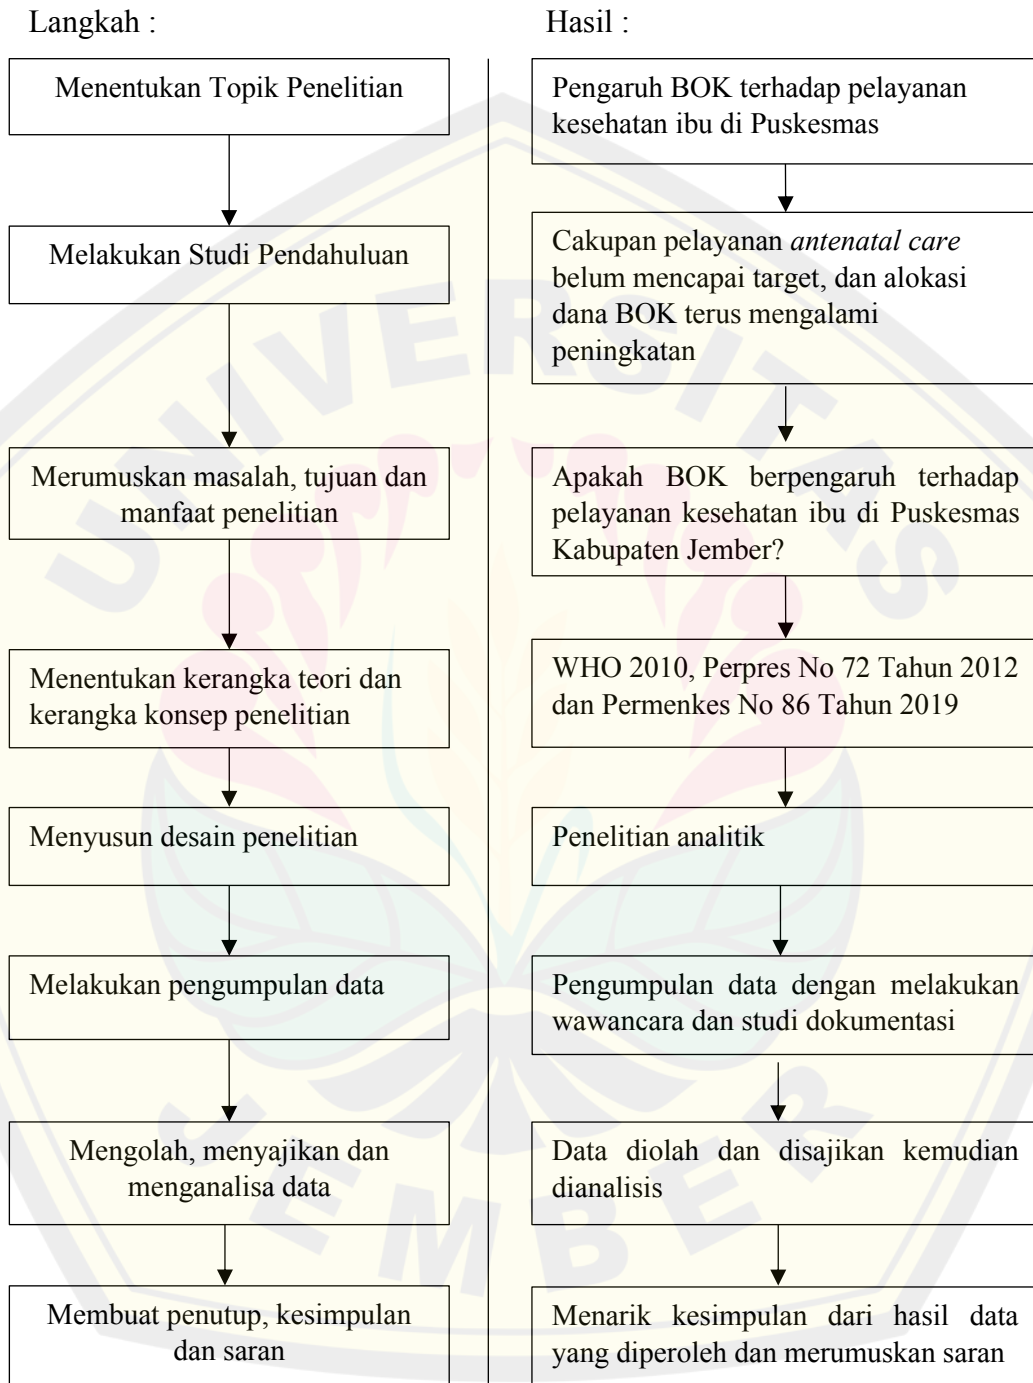 Langkah :
Hasil :
Menentukan Topik Penelitian
Pengaruh BOK terhadap pelayanan
kesehatan ibu di Puskesmas
Melakukan Studi Pendahuluan
Cakupan pelayanan antenatal care
belum mencapai target, dan alokasi
dana BOK terus mengalami
peningkatan
Merumuskan masalah, tujuan dan
manfaat penelitian
Apakah BOK berpengaruh terhadap
pelayanan kesehatan ibu di Puskesmas
Kabupaten Jember?
Menentukan kerangka teori dan
kerangka konsep penelitian
WHO 2010, Perpres No 72 Tahun 2012
dan Permenkes No 86 Tahun 2019
Menyusun desain penelitian
Penelitian analitik
Melakukan pengumpulan data
Pengumpulan data dengan melakukan
wawancara dan studi dokumentasi
Mengolah, menyajikan dan
menganalisa data
Data diolah dan disajikan kemudian
dianalisis
Membuat penutup, kesimpulan
dan saran
Menarik kesimpulan dari hasil data
yang diperoleh dan merumuskan saran
UNIVERSITAS
JEMBER